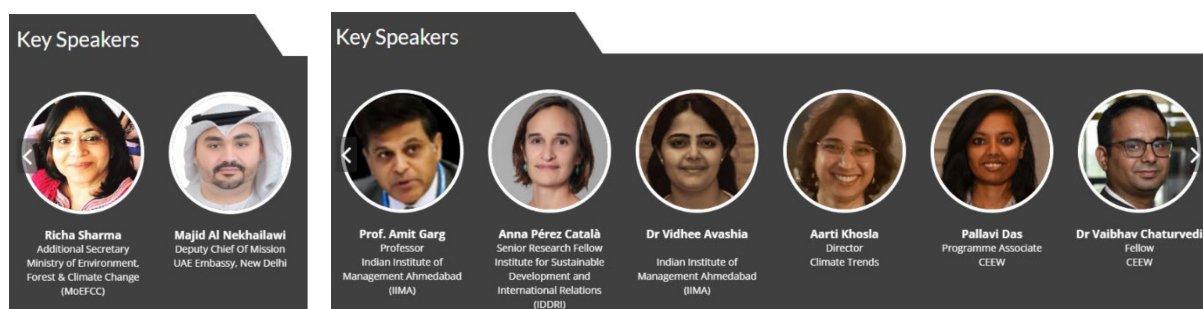 Key Speakers
Richa Sharma
Additional Secretary
Ministry of Environment,
Forest & Climate Change
(MoEFCC)
Majid Al Nekhailawi
Deputy Chief Of Mission
UAE Embassy, New Delhi
Key Speakers
Prof. Amit Garg
Professor
Indian Institute of
Management Ahmedabad
(IIMA)
Anna Pérez Català
Senior Research Fellow
Institute for Sustainable
Development and
International Relations
(IDDRI)
Dr Vidhee Avashia
Indian Institute of
Management Ahmedabad
(IIMA)
Aarti Khosla
Director
Climate Trends
Pallavi Das
Programme Associate
CEEW
Dr Vaibhav Chaturvedi
Fellow
CEEW